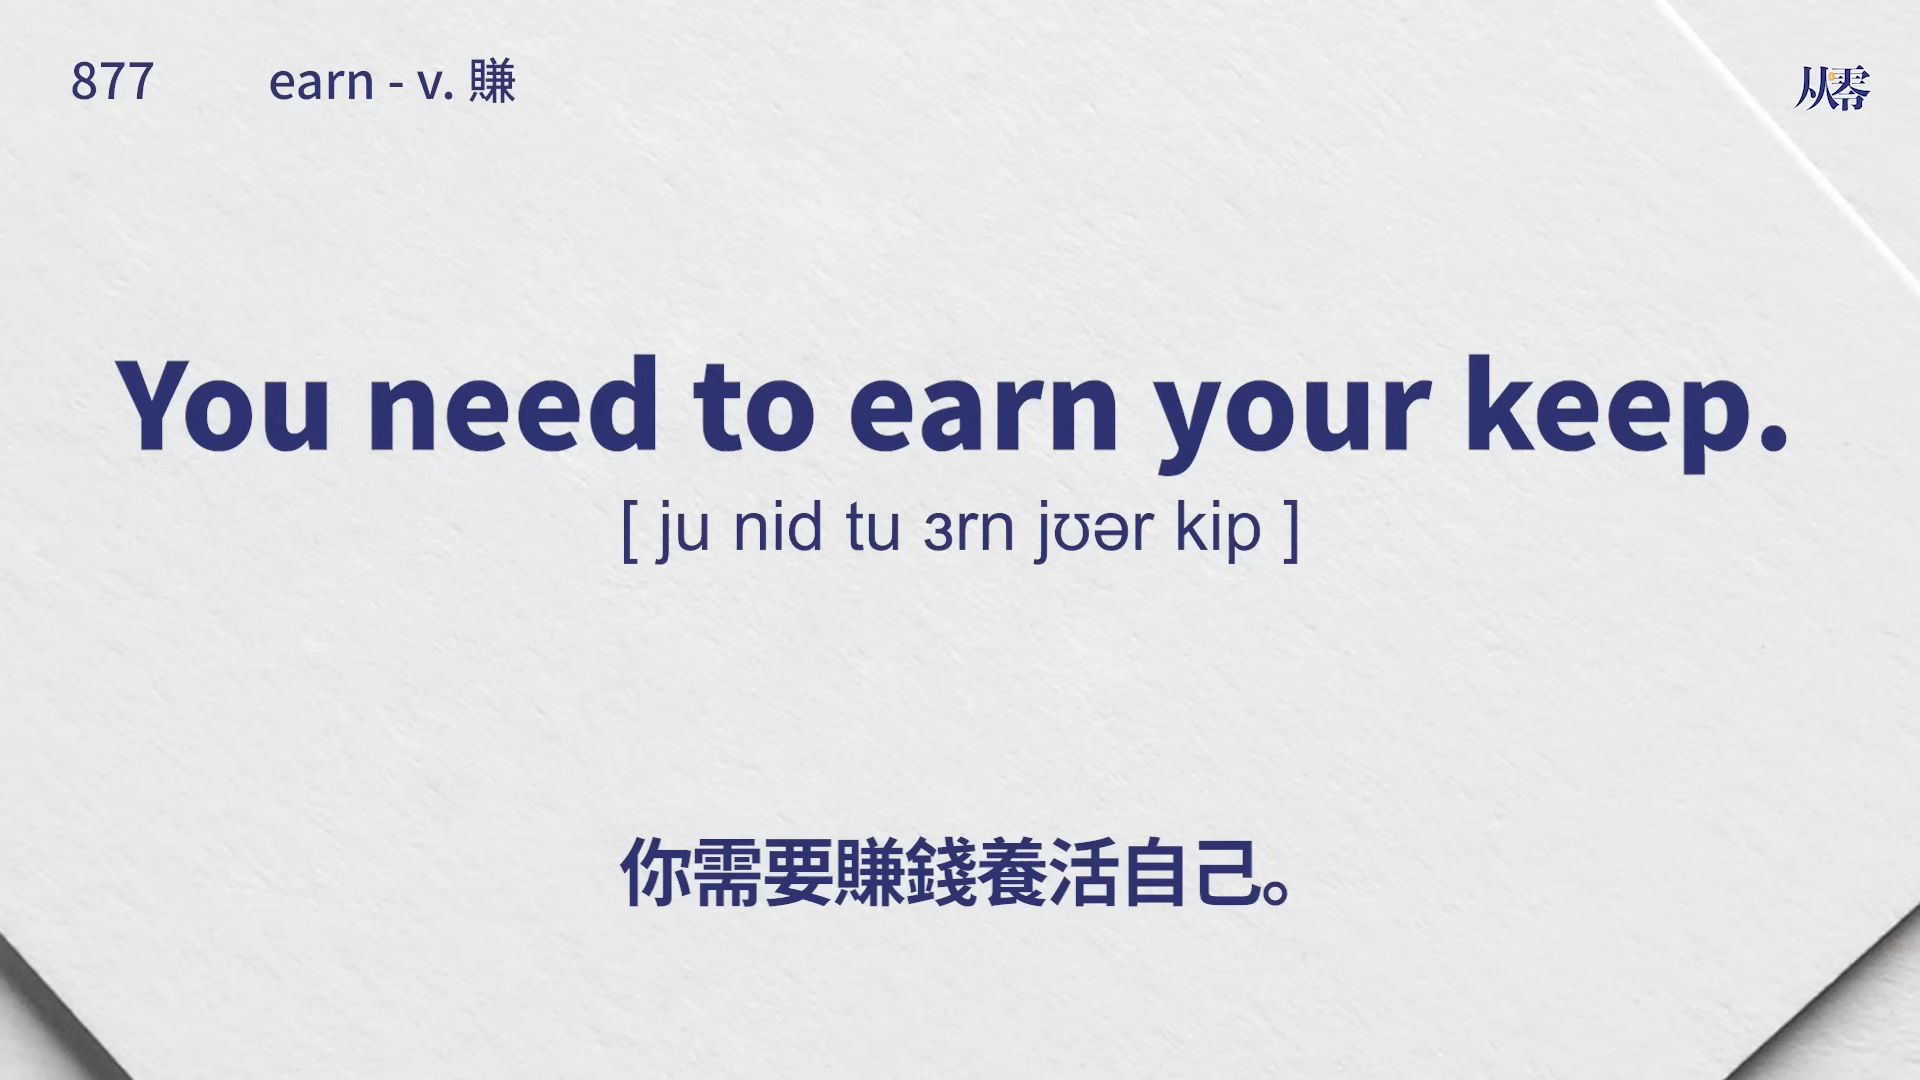 877 earn - v. 賺
从零
You need to earn your keep.
[ ju nid tu ɜrn jʊər kip ]
你需要賺錢養活自己。